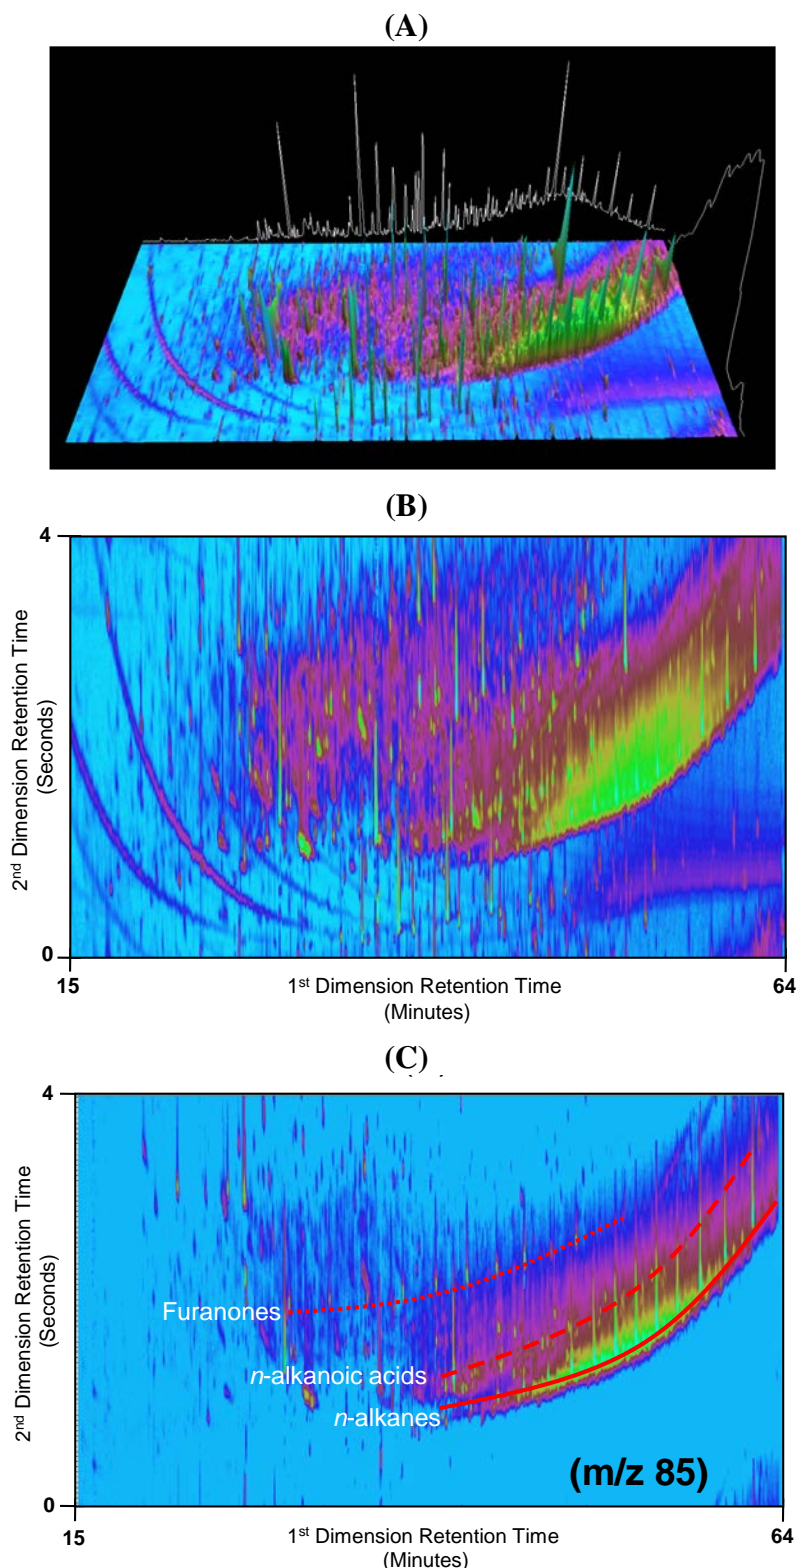 (A)
(B)
4
2nd Dimension Retention Time
(Seconds)
0
15
1st Dimension Retention Time
64
(Minutes)
(C)
4
2nd Dimension Retention Time
(Seconds)
Furanones
n-alkanoic acids
n-alkanes
(m/z 85)
0
15
1st Dimension Retention Time
64
(Minutes)